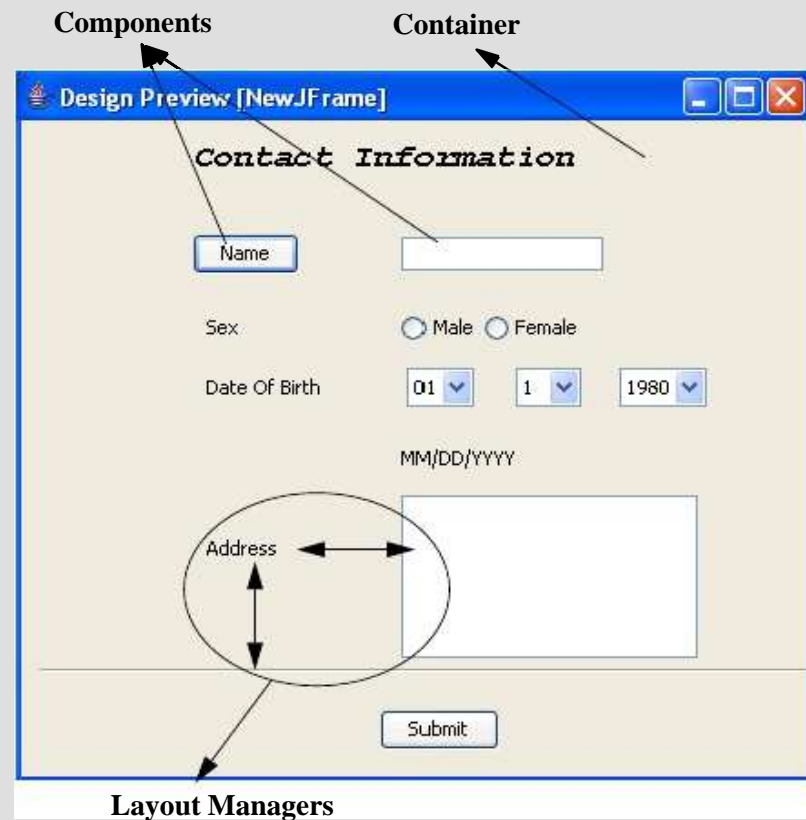 Components Container
Design Preview [NewJFrame]
Contact Information
Name
Sex Male Female
Date Of Birth 01 1 1980
MM/DD/YYYY
Address
Submit
Layout Managers